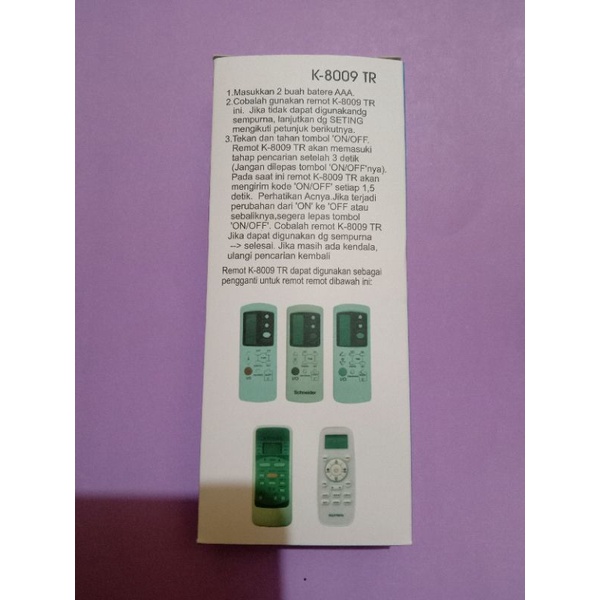 K-8009 TR
1.Masukkan 2 buah batere AAA.
2.Cobalah gunakan remot K-8009 TR
ini. Jika tidak dapat digunakandg
sempurna, lanjutkan dg SETING
mengikuti petunjuk berikutnya.
3.Tekan dan tahan tombol 'ON/OFF.
Remot K-8009 TR akan memasuki
tahap pencarian setelah 3 detik
(Jangan dilepas tombol 'ON/OFF'nya).
Pada saat ini remot K-8009 TR akan
mengirim kode 'ON/OFF' setiap 1,5
detik. Perhatikan Acnya.Jika terjadi
perubahan dari 'ON' ke 'OFF atau
sebaliknya,segera lepas tombol
'ON/OFF'. Cobalah remot K-8009 TR
Jika dapat digunakan dg sempurna
--> selesai. Jika masih ada kendala,
ulangi pencarian kembali
Remot K-8009 TR dapat digunakan sebagai
pengganti untuk remot remot dibawah ini:
Schneider